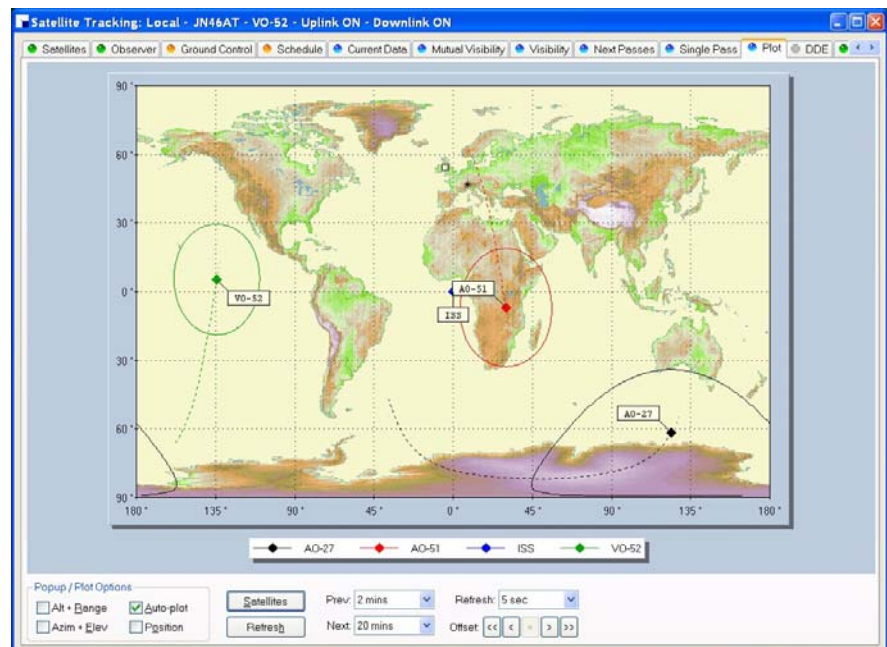 Satellite Tracking: Local - JN46AT - VO-52 - Uplink ON - Downlink ON
Satellites Observer Ground Control Schedule Current Data Mutual Visibility Visibility Next Passes Single Pass Plot DDE
90°
60°
30°
0°
30°
60°
90°
VO-52
AO-51
ISS
AO-27
180° 135° 90° 45° 0° 45° 90° 135° 180°
AO-27 AO-51 ISS VO-52
Popup / Plot Options
Alt + Range Auto-plot
Azim + Elev Position
Satellites
Refresh
Prev: 2 mins
Next: 20 mins
Refresh: 5 sec
Offset: << < > >>